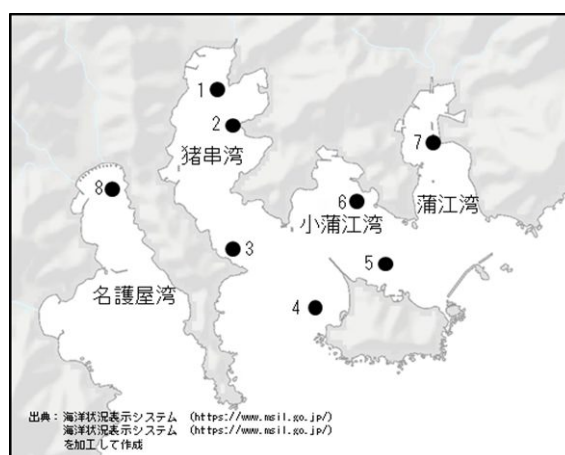 1
2
猪串湾
7
8
6
小蒲江湾
蒲江湾
3
5
名護屋湾
4
出典：海洋状況表示システム （https://www.msil.go.jp/）
海洋状況表示システム （https://www.msil.go.jp/）
を加工して作成